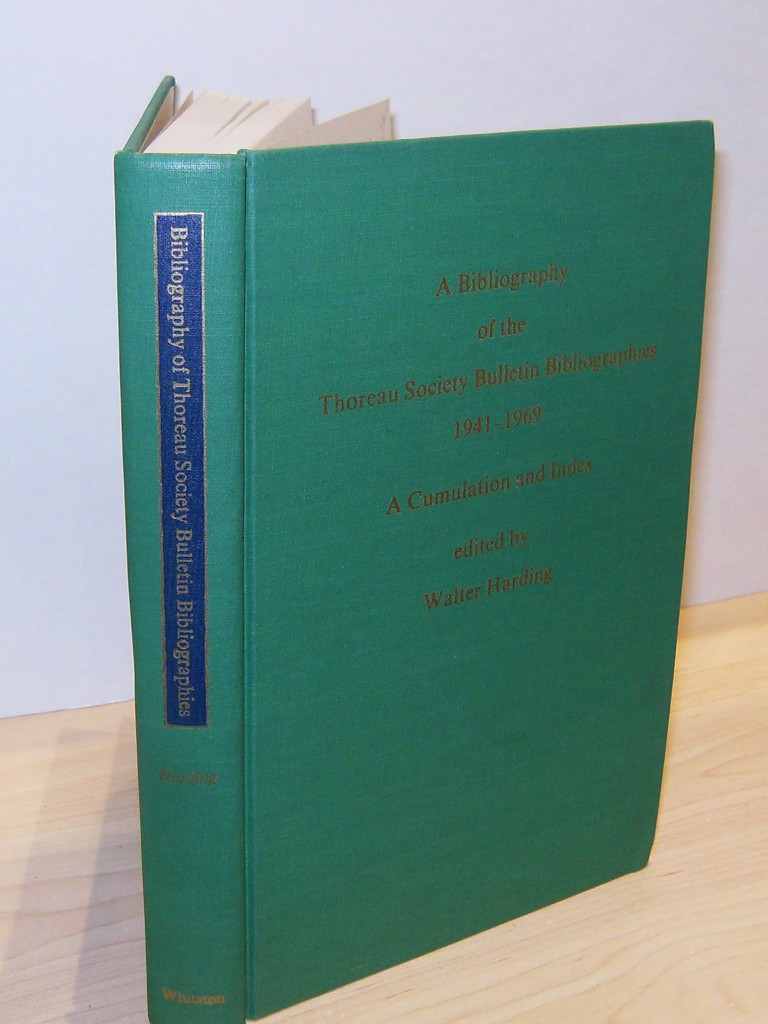 Bibliography of Thoreau Society Bulletin Bibliographies
Harding
Whitston
A Bibliography
of the
Thoreau Society Bulletin Bibliographies
1941-1969
A Cumulation and Index
edited by
Walter Harding